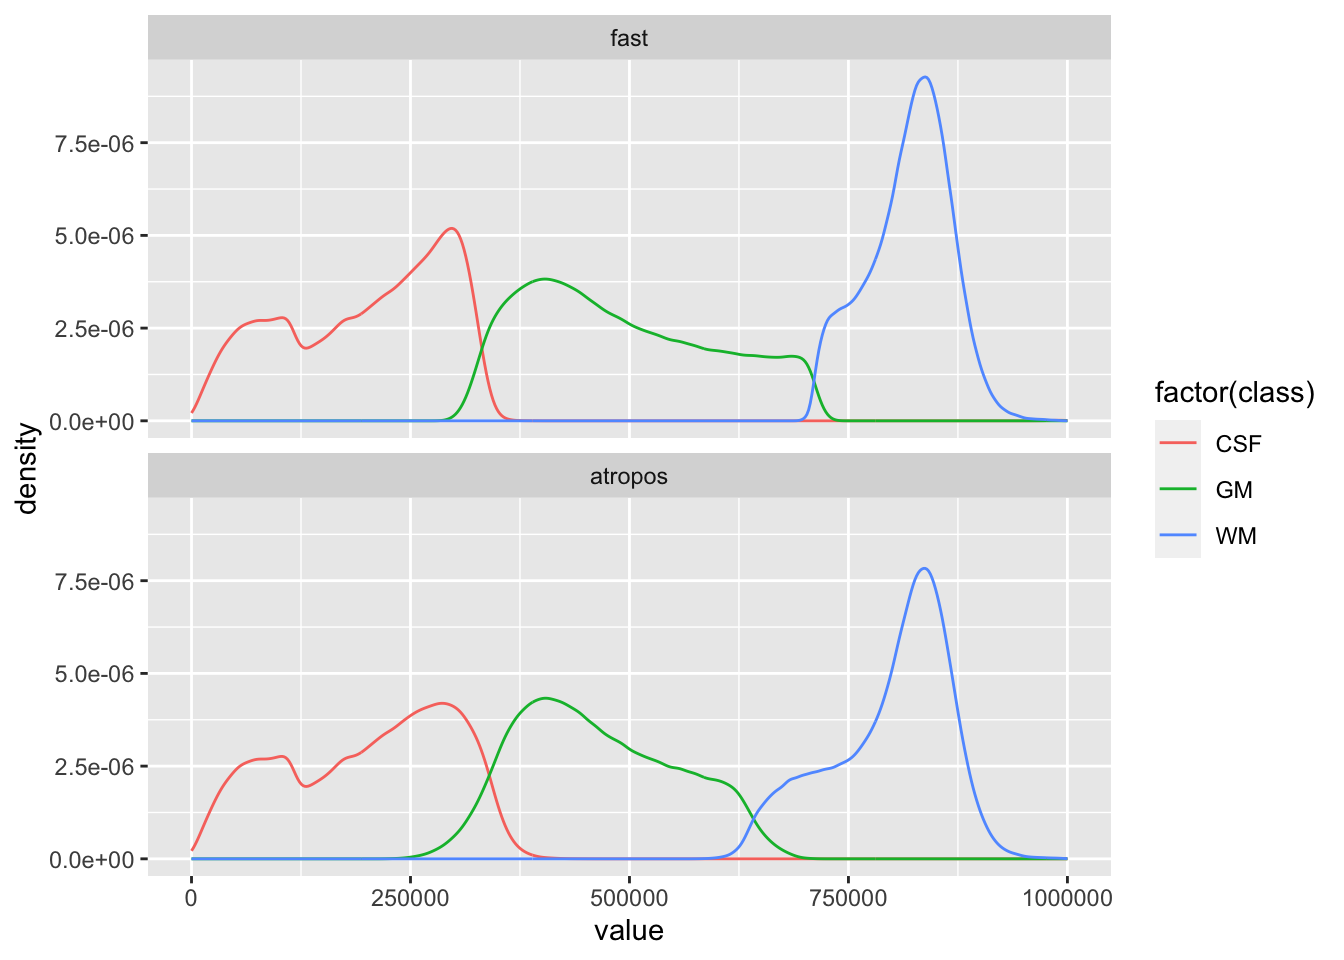 fast
7.5e-06
5.0e-06
2.5e-06
0.0e+00
atropos
7.5e-06
5.0e-06
2.5e-06
0.0e+00
0 250000 500000 750000 1000000
value
density
factor(class)
CSF
GM
WM